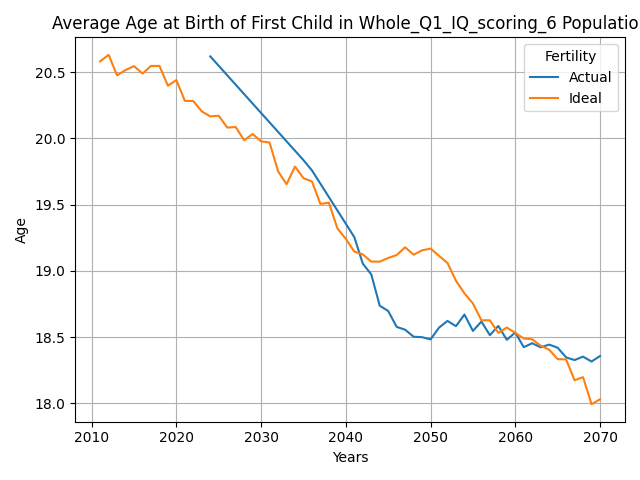 Average Age at Birth of First Child in Whole_Q1_IQ_scoring_6 Populatio
Fertility
Actual
Ideal
20.5
20.0
19.5
19.0
18.5
18.0
Age
2010 2020 2030 2040 2050 2060 2070
Years